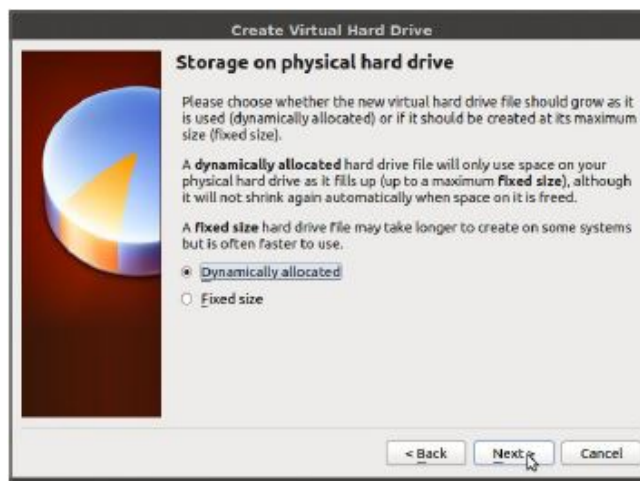 Create Virtual Hard Drive
Storage on physical hard drive
Please choose whether the new virtual hard drive file should grow as it
is used (dynamically allocated) or if it should be created at its maximum
size (fixed size).
A dynamically allocated hard drive file will only use space on your
physical hard drive as it fills up (up to a maximum fixed size), although
it will not shrink again automatically when space on it is freed.
A fixed size hard drive file may take longer to create on some systems
but is often faster to use.
Dynamically allocated
Fixed size
< Back Next > Cancel